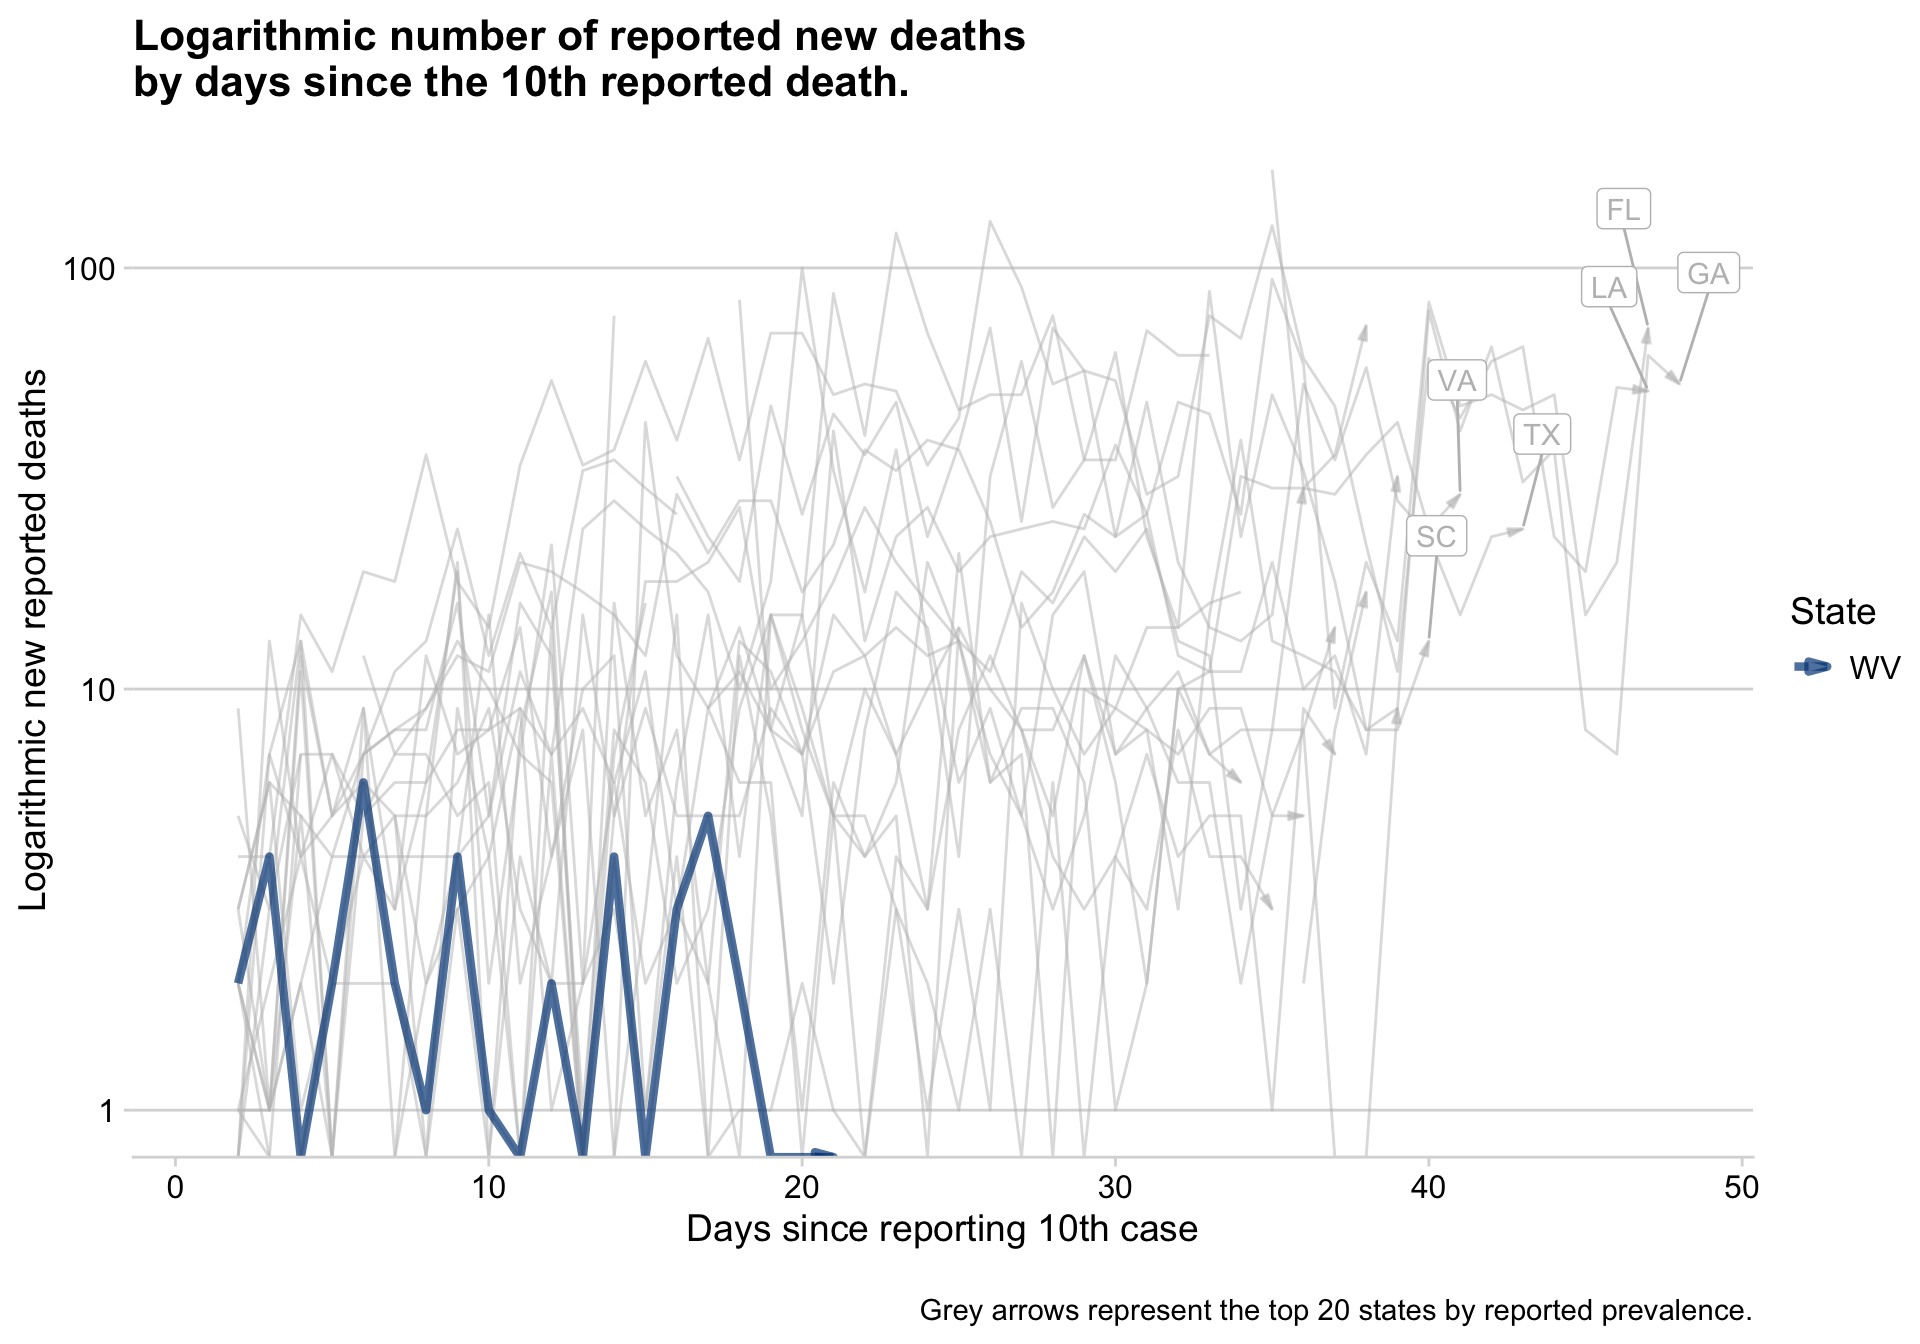 Logarithmic number of reported new deaths
by days since the 10th reported death.
Logarithmic new reported deaths
100
10
1
FL
LA
GA
VA
TX
SC
State
WV
0
10
20
30
40
50
Days since reporting 10th case
Grey arrows represent the top 20 states by reported prevalence.